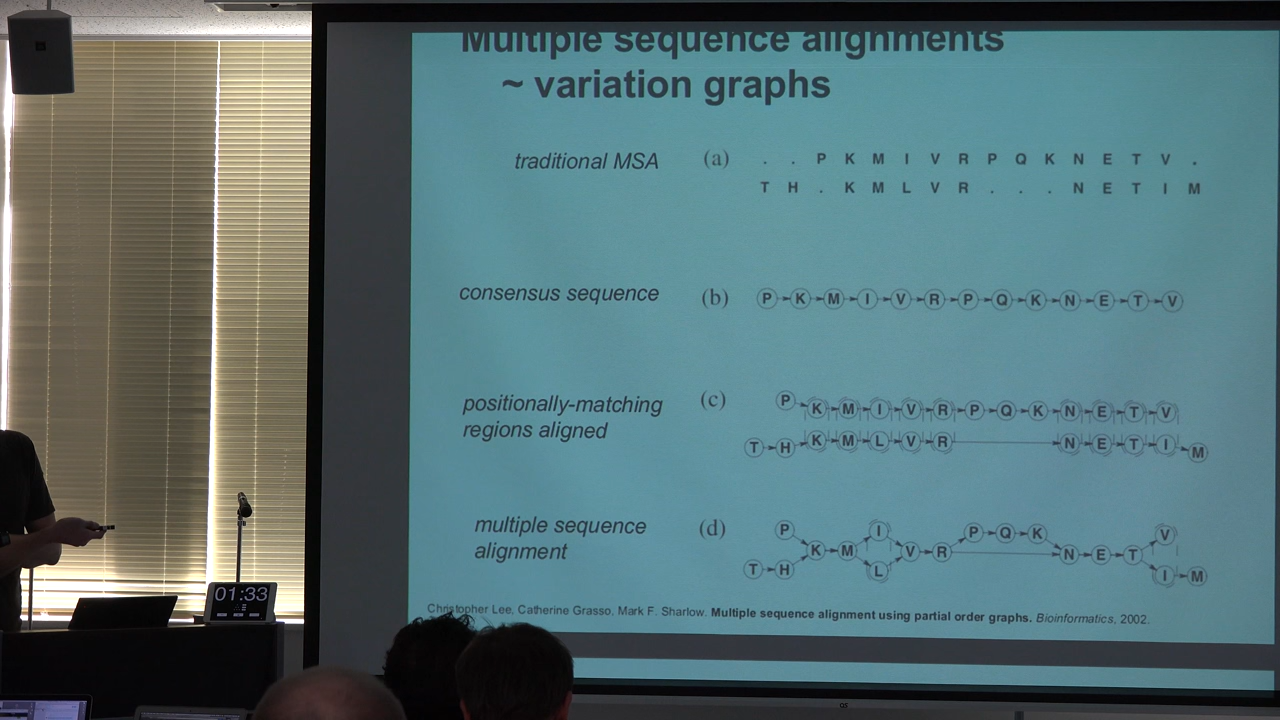 Multiple sequence alignments
~ variation graphs
traditional MSA (a) . . P K M I V R P Q K N E T V .
T H . K M L V R . . . N E T I M
consensus sequence (b) P K M I V R P Q K N E T V
positionally-matching
regions aligned
(c) P K M I V R P Q K N E T V
T H K M L V R N E T I M
multiple sequence
alignment
(d) P I P Q K V
K M V R N E T
T H L I M
Christopher Lee, Catherine Grasso, Mark F. Sharlow. Multiple sequence alignment using partial order graphs. Bioinformatics, 2002.
01:33